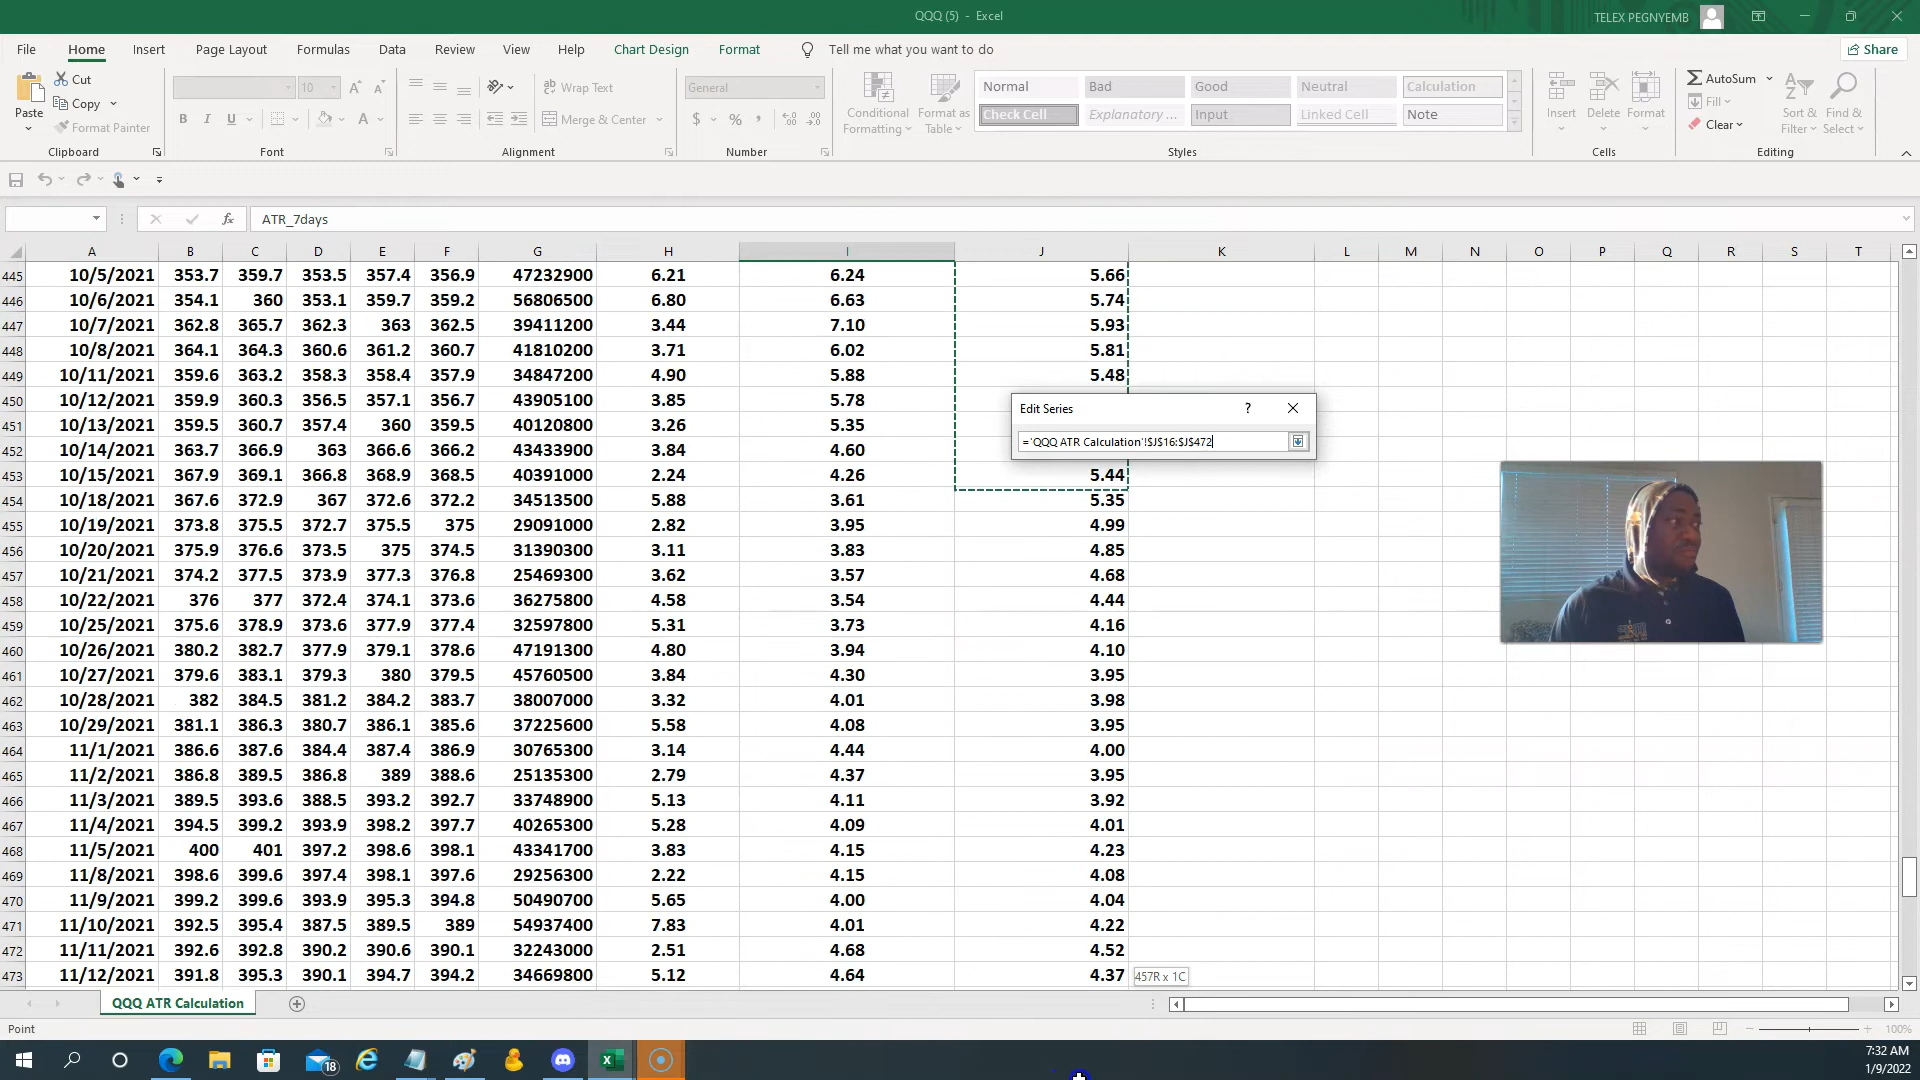 QQQ (5) - Excel
TELEX PEGNYEMB
File Home Insert Page Layout Formulas Data Review View Help Chart Design Format Tell me what you want to do Share
Cut
Copy
Format Painter
Paste
Clipboard
10
B I U
Font
Wrap Text
Merge & Center
Alignment
General
$ % ,
Number
Conditional Formatting
Format as Table
Normal Bad Good Neutral Calculation
Check Cell Explanatory ... Input Linked Cell Note
Styles
Insert Delete Format
Cells
AutoSum
Fill
Clear
Sort & Filter
Find & Select
Editing
fx ATR_7days
A B C D E F G H I J K L M N O P Q R S T
445 10/5/2021 353.7 359.7 353.5 357.4 356.9 47232900 6.21 6.24 5.66
446 10/6/2021 354.1 360 353.1 359.7 359.2 56806500 6.80 6.63 5.74
447 10/7/2021 362.8 365.7 362.3 363 362.5 39411200 3.44 7.10 5.93
448 10/8/2021 364.1 364.3 360.6 361.2 360.7 41810200 3.71 6.02 5.81
449 10/11/2021 359.6 363.2 358.3 358.4 357.9 34847200 4.90 5.88 5.48
450 10/12/2021 359.9 360.3 356.5 357.1 356.7 43905100 3.85 5.78
451 10/13/2021 359.5 360.7 357.4 360 359.5 40120800 3.26 5.35
452 10/14/2021 363.7 366.9 363 366.6 366.2 43433900 3.84 4.60
453 10/15/2021 367.9 369.1 366.8 368.9 368.5 40391000 2.24 4.26 5.44
454 10/18/2021 367.6 372.9 367 372.6 372.2 34513500 5.88 3.61 5.35
455 10/19/2021 373.8 375.5 372.7 375.5 375 29091000 2.82 3.95 4.99
456 10/20/2021 375.9 376.6 373.5 375 374.5 31390300 3.11 3.83 4.85
457 10/21/2021 374.2 377.5 373.9 377.3 376.8 25469300 3.62 3.57 4.68
458 10/22/2021 376 377 372.4 374.1 373.6 36275800 4.58 3.54 4.44
459 10/25/2021 375.6 378.9 373.6 377.9 377.4 32597800 5.31 3.73 4.16
460 10/26/2021 380.2 382.7 377.9 379.1 378.6 47191300 4.80 3.94 4.10
461 10/27/2021 379.6 383.1 379.3 380 379.5 45760500 3.84 4.30 3.95
462 10/28/2021 382 384.5 381.2 384.2 383.7 38007000 3.32 4.01 3.98
463 10/29/2021 381.1 386.3 380.7 386.1 385.6 37225600 5.58 4.08 3.95
464 11/1/2021 386.6 387.6 384.4 387.4 386.9 30765300 3.14 4.44 4.00
465 11/2/2021 386.8 389.5 386.8 389 388.6 25135300 2.79 4.37 3.95
466 11/3/2021 389.5 393.6 388.5 393.2 392.7 33748900 5.13 4.11 3.92
467 11/4/2021 394.5 399.2 393.9 398.2 397.7 40265300 5.28 4.09 4.01
468 11/5/2021 400 401 397.2 398.6 398.1 43341700 3.83 4.15 4.23
469 11/8/2021 398.6 399.6 397.4 398.1 397.6 29256300 2.22 4.15 4.08
470 11/9/2021 399.2 399.6 393.9 395.3 394.8 50490700 5.65 4.00 4.04
471 11/10/2021 392.5 395.4 387.5 389.5 389 54937400 7.83 4.01 4.22
472 11/11/2021 392.6 392.8 390.2 390.6 390.1 32243000 2.51 4.68 4.52
473 11/12/2021 391.8 395.3 390.1 394.7 394.2 34669800 5.12 4.64 4.37
Edit Series ?
='QQQ ATR Calculation'!$J$16:$J$472
457R x 1C
QQQ ATR Calculation
Point
100%
18
7:32 AM
1/9/2022